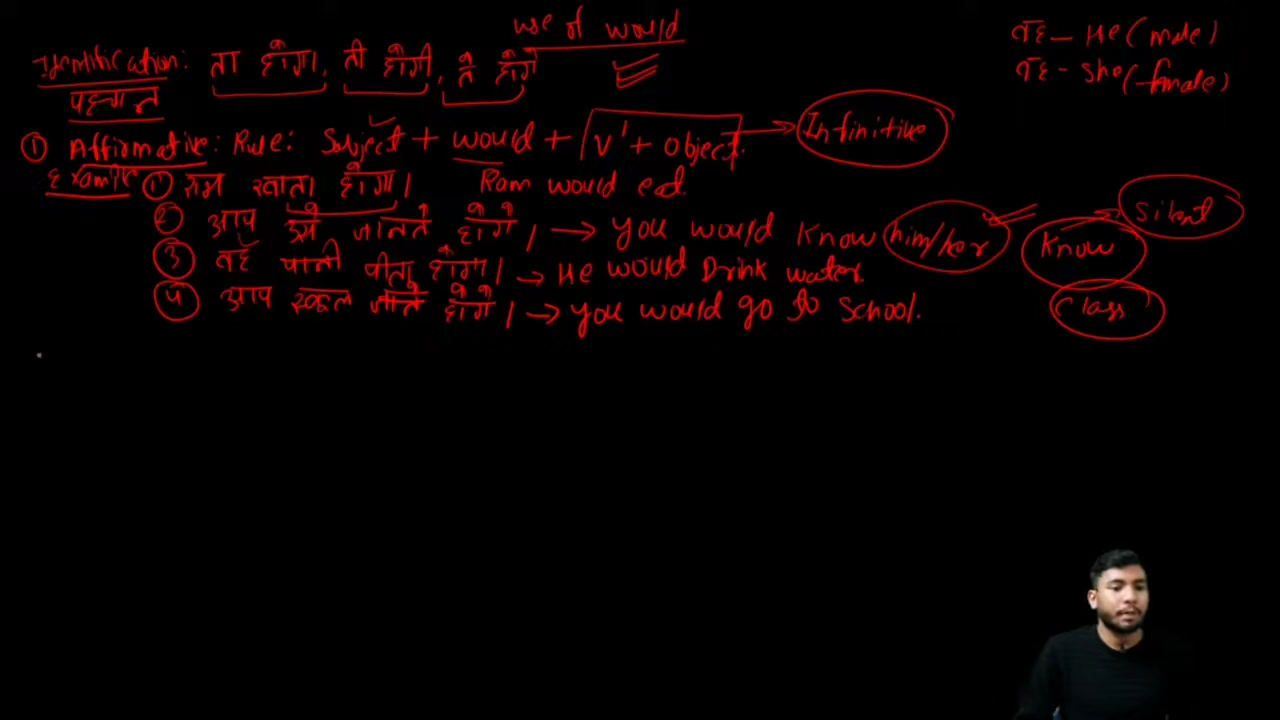 use of would
Identification: ता होगा, ती होगी, ते होंगे
पहचान
वह - He (male)
वह - She (female)
① Affirmative: Rule: Subject + would + V¹ + object. → Infinitive
Example ① राम खाता होगा। Ram would eat.
② आप उसे जानते होंगे। → You would know him/her know → silent
③ वह पानी पीता होगा। → He would Drink water.
④ आप स्कूल जाते होंगे। → You would go to School. class